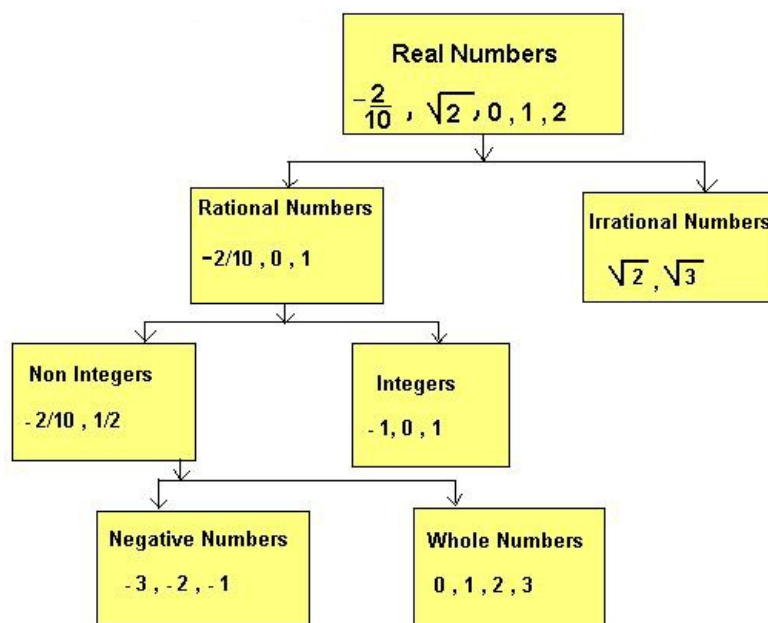 Real Numbers
-2/10 , √2 , 0 , 1 , 2
Rational Numbers
-2/10 , 0 , 1
Irrational Numbers
√2 , √3
Non Integers
- 2/10 , 1/2
Integers
- 1, 0 , 1
Negative Numbers
- 3 , - 2 , - 1
Whole Numbers
0 , 1 , 2 , 3